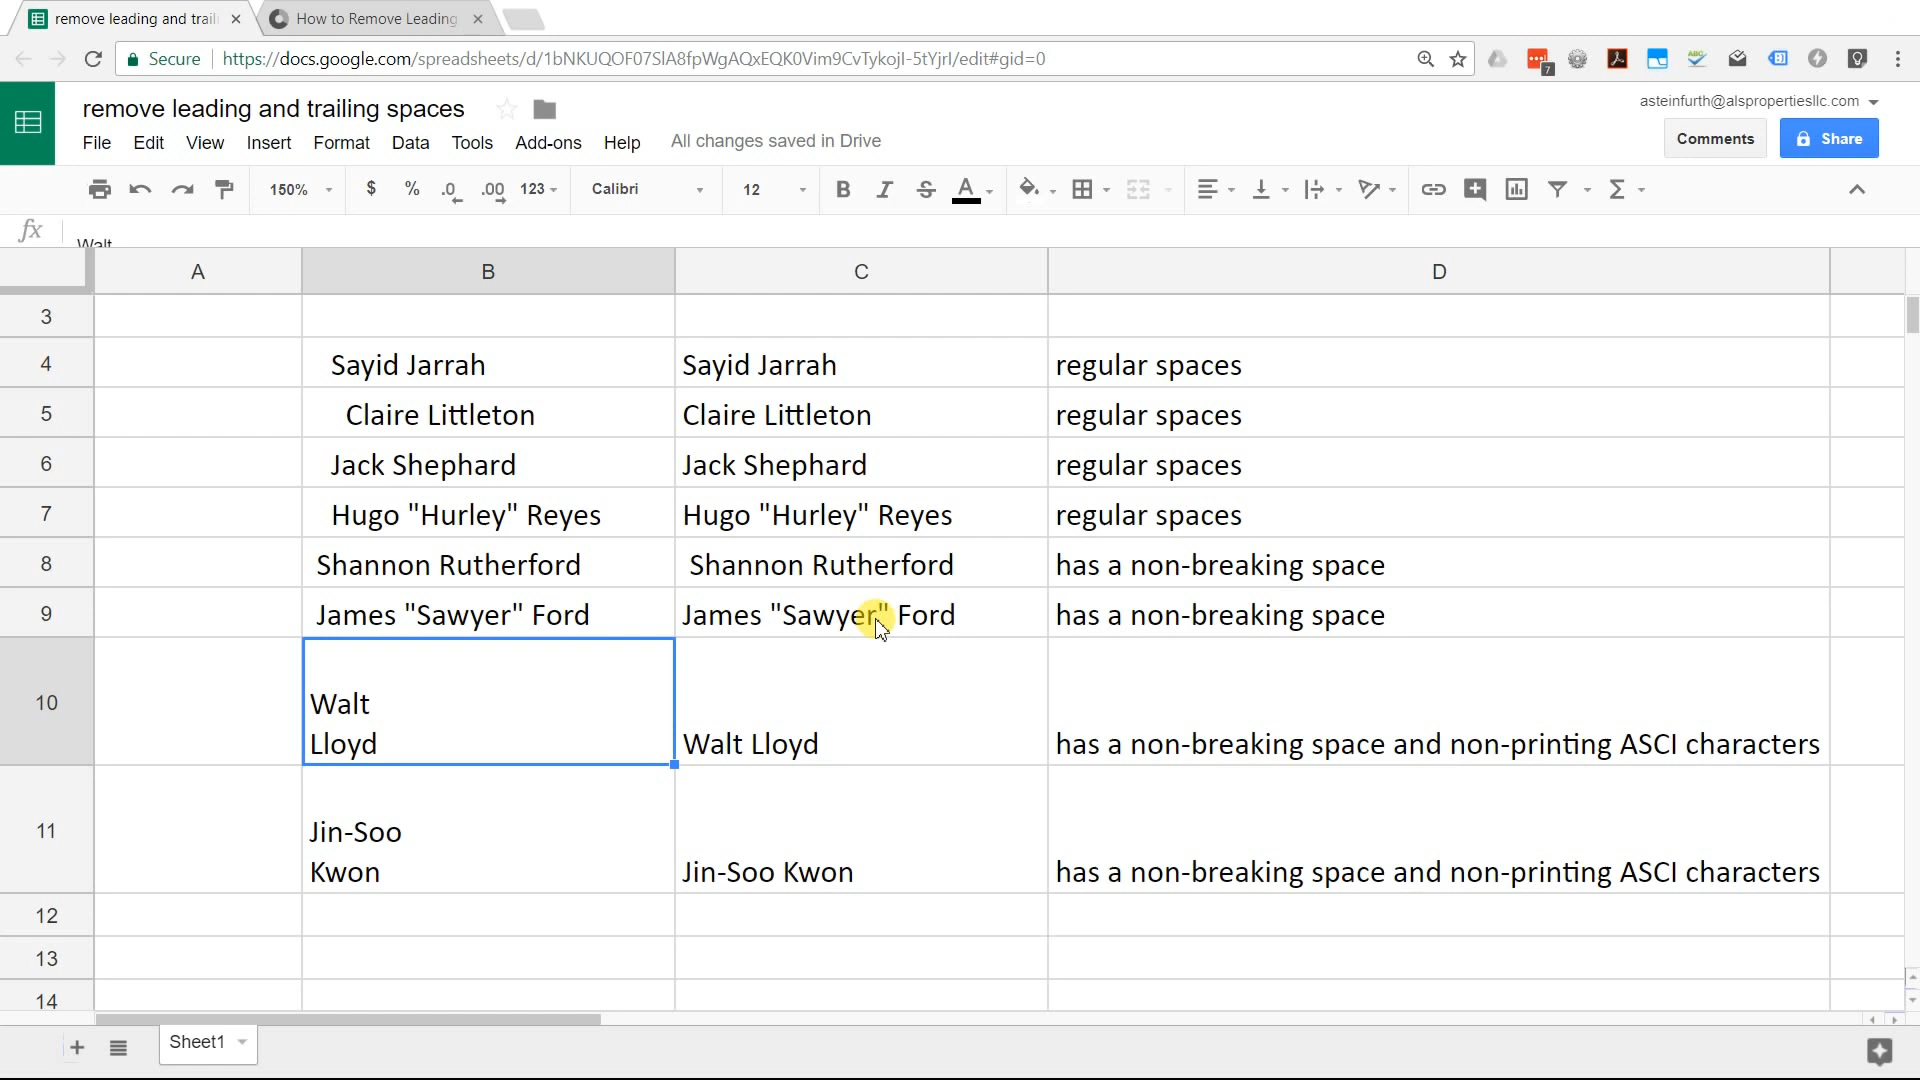 remove leading and trail
How to Remove Leading
Secure
https://docs.google.com/spreadsheets/d/1bNKUQOF07SlA8fpWgAQxEQK0Vim9CvTykojI-5tYjrI/edit#gid=0
7
remove leading and trailing spaces
asteinfurth@alspropertiesllc.com
File Edit View Insert Format Data Tools Add-ons Help All changes saved in Drive
Comments
Share
150% $ % .0 .00 123 Calibri 12 B I S A
fx
Walt
A B C D
3
4 Sayid Jarrah Sayid Jarrah regular spaces
5 Claire Littleton Claire Littleton regular spaces
6 Jack Shephard Jack Shephard regular spaces
7 Hugo "Hurley" Reyes Hugo "Hurley" Reyes regular spaces
8 Shannon Rutherford Shannon Rutherford has a non-breaking space
9 James "Sawyer" Ford James "Sawyer" Ford has a non-breaking space
Walt
10 Lloyd Walt Lloyd has a non-breaking space and non-printing ASCI characters
Jin-Soo
11 Kwon Jin-Soo Kwon has a non-breaking space and non-printing ASCI characters
12
13
14
Sheet1